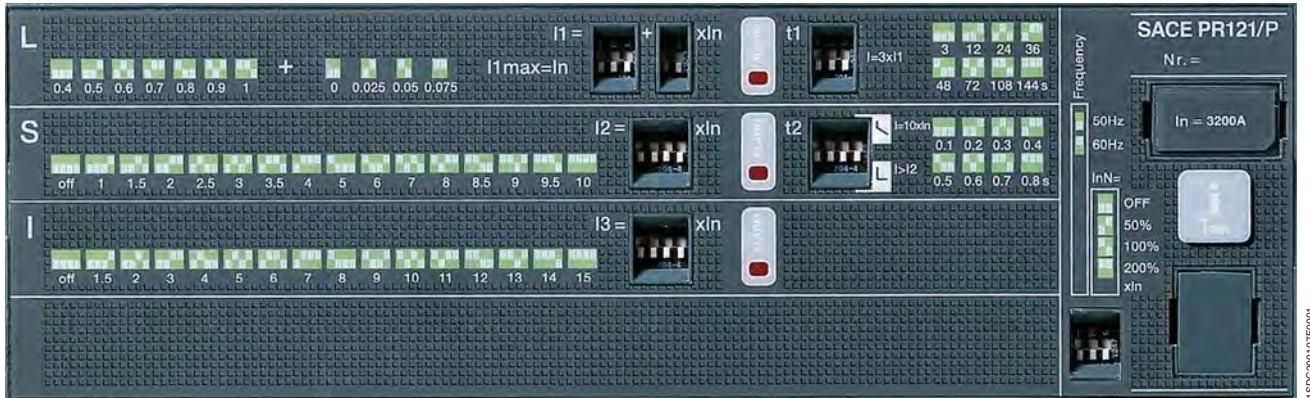 L
I1 =
+
xIn
t1
I=3xI1
3 12 24 36
48 72 108 144 s
0.4 0.5 0.6 0.7 0.8 0.9 1
+
0 0.025 0.05 0.075
I1max=In
S
I2 =
xIn
t2
I=10xIn
0.1 0.2 0.3 0.4
I>I2
0.5 0.6 0.7 0.8 s
off 1 1.5 2 2.5 3 3.5 4 5 6 7 8 8.5 9 9.5 10
I
I3 =
xIn
off 1.5 2 3 4 5 6 7 8 9 10 11 12 13 14 15
Frequency
50Hz
60Hz
InN=
OFF
50%
100%
200%
xIn
SACE PR121/P
Nr. =
In = 3200A
i
Test